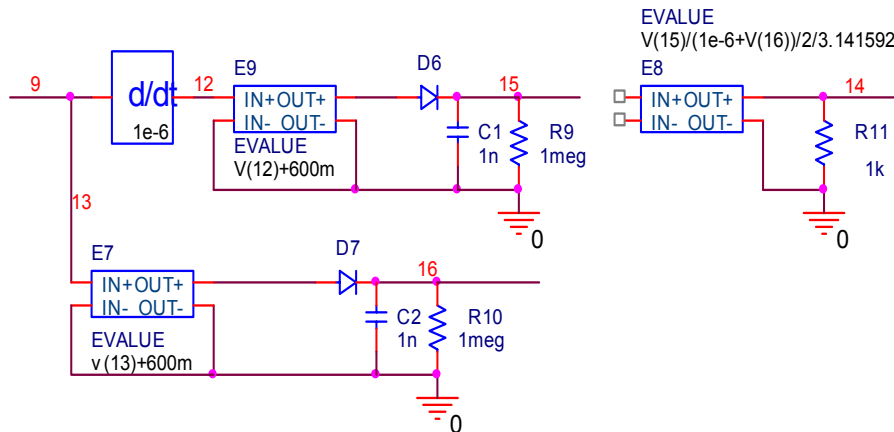 EVALUATE
V(15)/(1e-6+V(16))/2/3.141592
9
d/dt
1e-6
12
E9
IN+OUT+
IN- OUT-
EVALUE
V(12)+600m
D6
15
C1
1n
R9
1meg
0
E8
IN+OUT+
IN- OUT-
14
R11
1k
0
13
E7
IN+OUT+
IN- OUT-
EVALUE
v(13)+600m
D7
16
C2
1n
R10
1meg
0